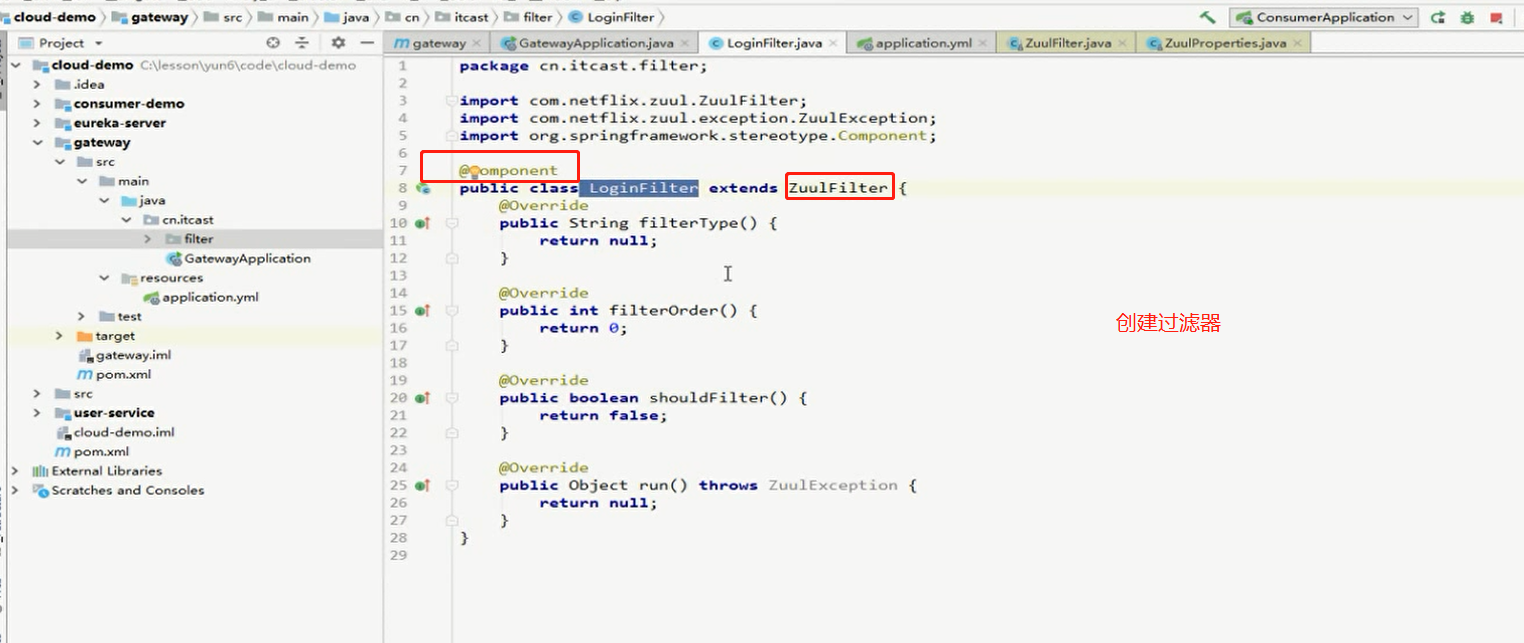 cloud-demo gateway src main java cn itcast filter LoginFilter ConsumerApplication
Project
gateway GatewayApplication.java LoginFilter.java application.yml ZuulFilter.java ZuulProperties.java
cloud-demo C:\lesson\yun6\code\cloud-demo
.idea
consumer-demo
eureka-server
gateway
src
main
java
cn.itcast
filter
GatewayApplication
resources
application.yml
test
target
gateway.iml
pom.xml
src
user-service
cloud-demo.iml
pom.xml
External Libraries
Scratches and Consoles
1 package cn.itcast.filter;
2
3 import com.netflix.zuul.ZuulFilter;
4 import com.netflix.zuul.exception.ZuulException;
5 import org.springframework.stereotype.Component;
6
7 @Component
8 public class LoginFilter extends ZuulFilter {
9 @Override
10 public String filterType() {
11 return null;
12 }
13
14 @Override
15 public int filterOrder() {
16 return 0;
17 }
18
19 @Override
20 public boolean shouldFilter() {
21 return false;
22 }
23
24 @Override
25 public Object run() throws ZuulException {
26 return null;
27 }
28 }
29
创建过滤器